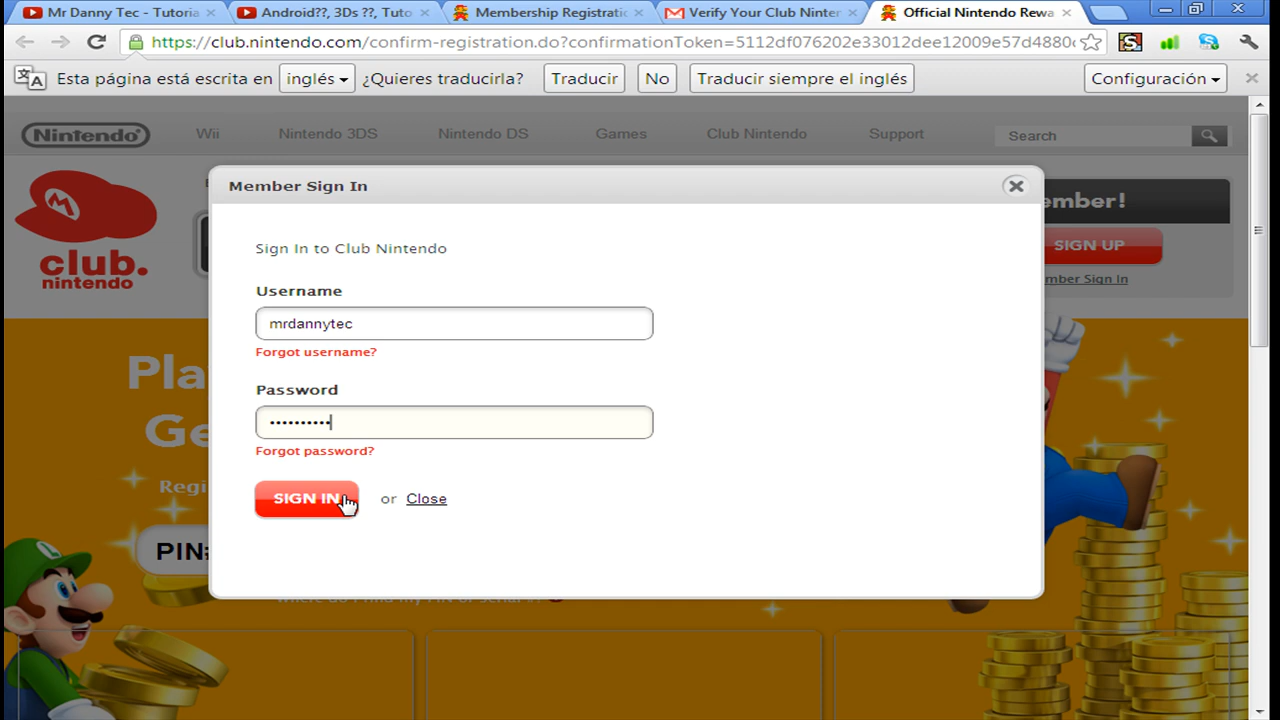 Mr Danny Tec - Tutoria
Android??, 3Ds ??, Tuto
Membership Registrati
Verify Your Club Ninter
Official Nintendo Rewa
https://club.nintendo.com/confirm-registration.do?confirmationToken=5112df076202e33012dee12009e57d4880
Esta página está escrita en inglés ¿Quieres traducirla? Traducir No Traducir siempre el inglés Configuración
Nintendo Wii Nintendo 3DS Nintendo DS Games Club Nintendo Support Search
Member Sign In
ember!
SIGN UP
mber Sign In
club.
nintendo
Sign In to Club Nintendo
Username
mrdannytec
Forgot username?
Password
••••••••••
Forgot password?
SIGN IN or Close
Pla
Ge
Regi
PIN#
M
L